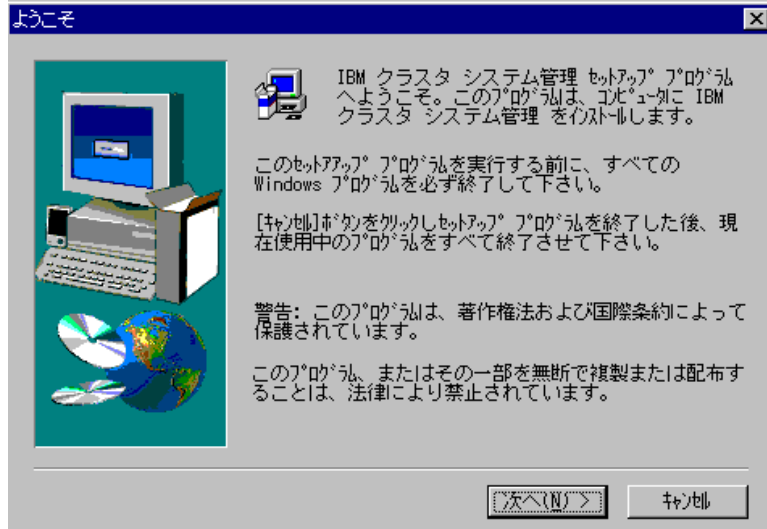 ようこそ
IBM クラスタ システム管理 ｾｯﾄｱｯﾌﾟ ﾌﾟﾛｸﾞﾗﾑ
へようこそ。このﾌﾟﾛｸﾞﾗﾑは、ｺﾝﾋﾟｭｰﾀに IBM
クラスタ システム管理 をｲﾝｽﾄｰﾙします。
このｾｯﾄｱｱｯﾌﾟ ﾌﾟﾛｸﾞﾗﾑを実行する前に、すべての
Windows ﾌﾟﾛｸﾞﾗﾑを必ず終了して下さい。
[ｷｬﾝｾﾙ]ﾎﾞﾀﾝをｸﾘｯｸしｾｯﾄｱｯﾌﾟ ﾌﾟﾛｸﾞﾗﾑを終了した後、現
在使用中のﾌﾟﾛｸﾞﾗﾑをすべて終了させて下さい。
警告: このﾌﾟﾛｸﾞﾗﾑは、著作権法および国際条約によって
保護されています。
このﾌﾟﾛｸﾞﾗﾑ、またはその一部を無断で複製または配布す
ることは、法律により禁止されています。
次へ(N) >
ｷｬﾝｾﾙ